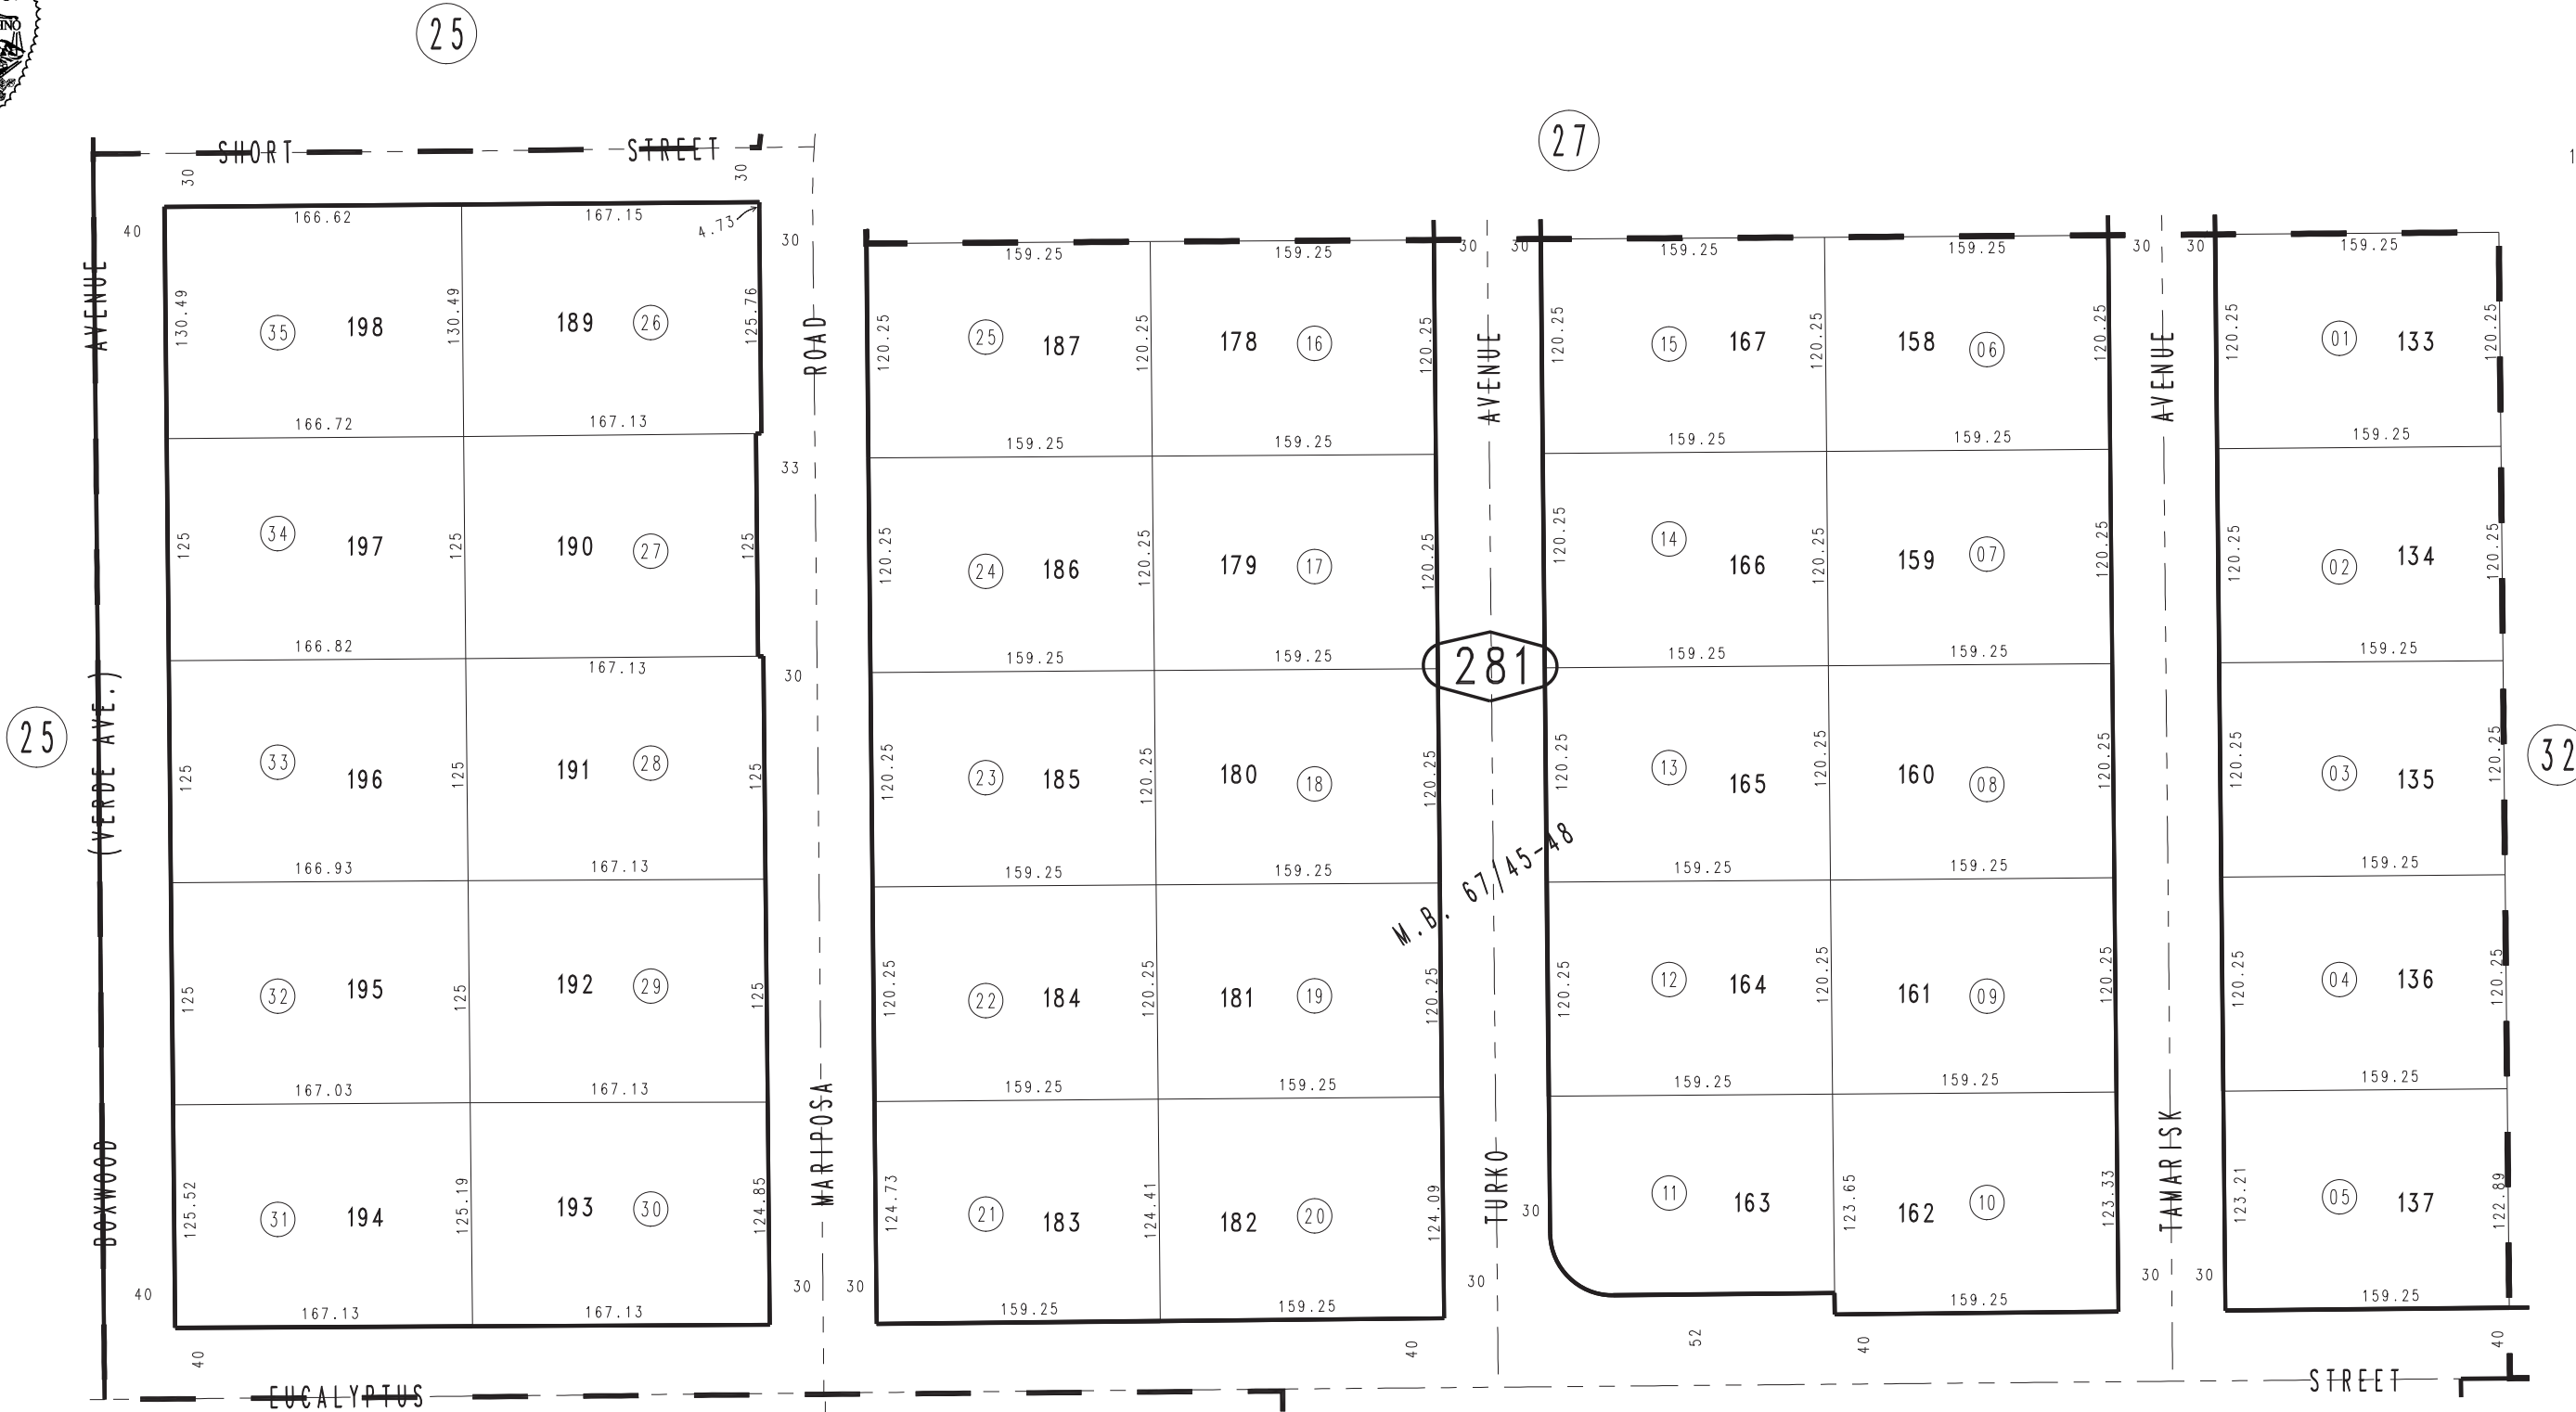 25
27
SHORT STREET
30 30
166.62 167.15 4.73
40 30
159.25 159.25 30 30 159.25 159.25 30 30 159.25
AVENUE
ROAD
AVENUE
AVENUE
130.49 35 198 130.49 189 26 125.76
120.25 25 187 120.25 178 16 120.25
120.25 15 167 120.25 158 06 120.25
120.25 01 133 120.25
166.72 167.13 159.25 159.25 159.25 159.25 159.25
33
125 34 197 125 190 27 125
120.25 24 186 120.25 179 17 120.25
120.25 14 166 120.25 159 07 120.25
120.25 02 134 120.25
166.82 167.13 159.25 159.25 159.25 159.25 159.25
30
281
25
(VERDE AVE.)
32
125 33 196 125 191 28 125
120.25 23 185 120.25 180 18 120.25
120.25 13 165 120.25 160 08 120.25
120.25 03 135 120.25
166.93 167.13 159.25 159.25 159.25 159.25 159.25
M.B. 67/45-48
125 32 195 125 192 29 125
120.25 22 184 120.25 181 19 120.25
120.25 12 164 120.25 161 09 120.25
120.25 04 136 120.25
167.03 167.13 159.25 159.25 159.25 159.25 159.25
BOXWOOD
MARIPOSA
TURKO
TAMARISK
125.52 31 194 125.19 193 30 124.85
124.73 21 183 124.41 182 20 124.09
30 11 163 123.65 162 10 123.33
123.21 05 137 122.89
40 30 30 30 30 30
167.13 167.13 159.25 159.25 159.25 159.25
40 40 52 40 40
EUCALYPTUS STREET